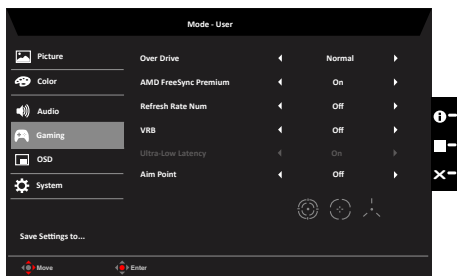 Mode - User
Picture
Color
Audio
Gaming
OSD
System
Over Drive Normal
AMD FreeSync Premium On
Refresh Rate Num Off
VRB Off
Ultra-Low Latency On
Aim Point Off
Save Settings to...
Move Enter